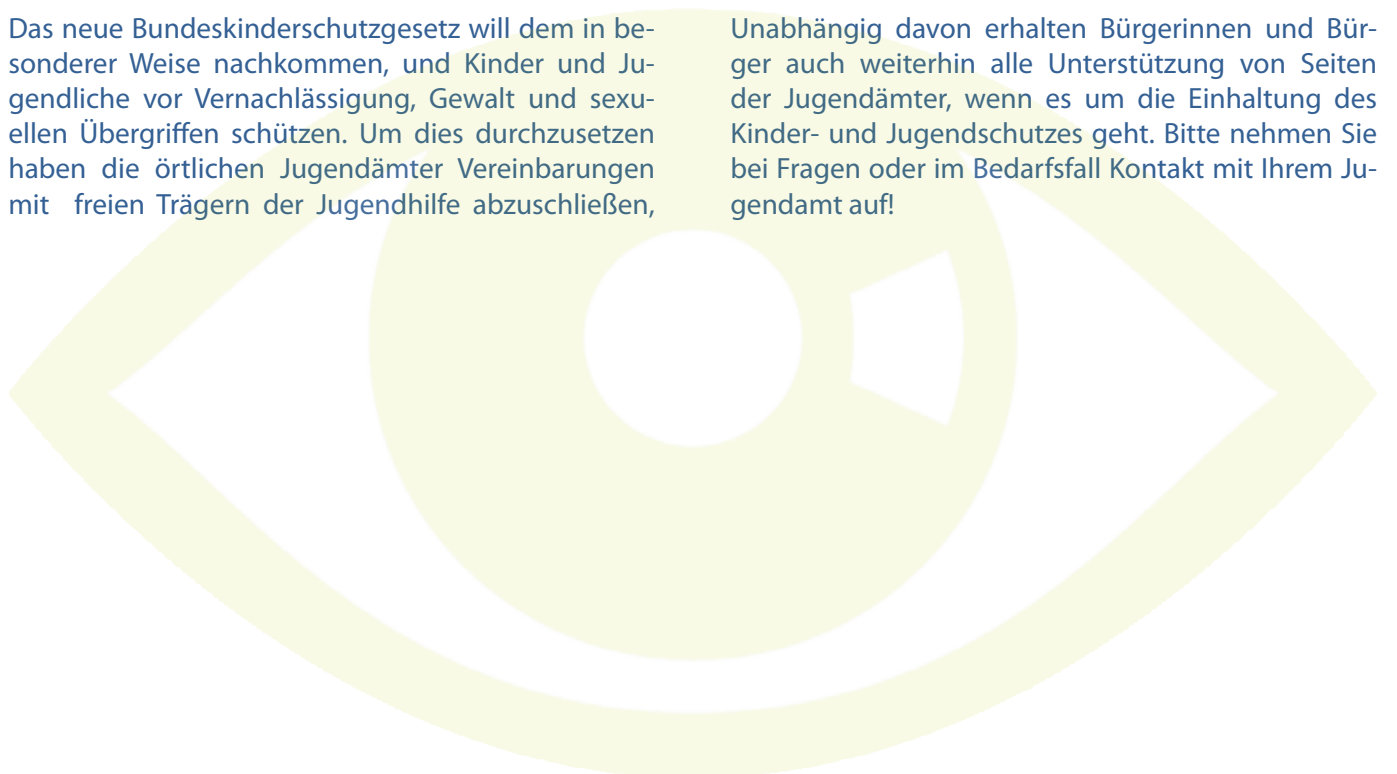 Das neue Bundeskinderschutzgesetz will dem in be-
sonderer Weise nachkommen, und Kinder und Ju-
gendliche vor Vernachlässigung, Gewalt und sexu-
ellen Übergriffen schützen. Um dies durchzusetzen
haben die örtlichen Jugendämter Vereinbarungen
mit freien Trägern der Jugendhilfe abzuschließen,
Unabhängig davon erhalten Bürgerinnen und Bür-
ger auch weiterhin alle Unterstützung von Seiten
der Jugendämter, wenn es um die Einhaltung des
Kinder- und Jugendschutzes geht. Bitte nehmen Sie
bei Fragen oder im Bedarfsfall Kontakt mit Ihrem Ju-
gendamt auf!